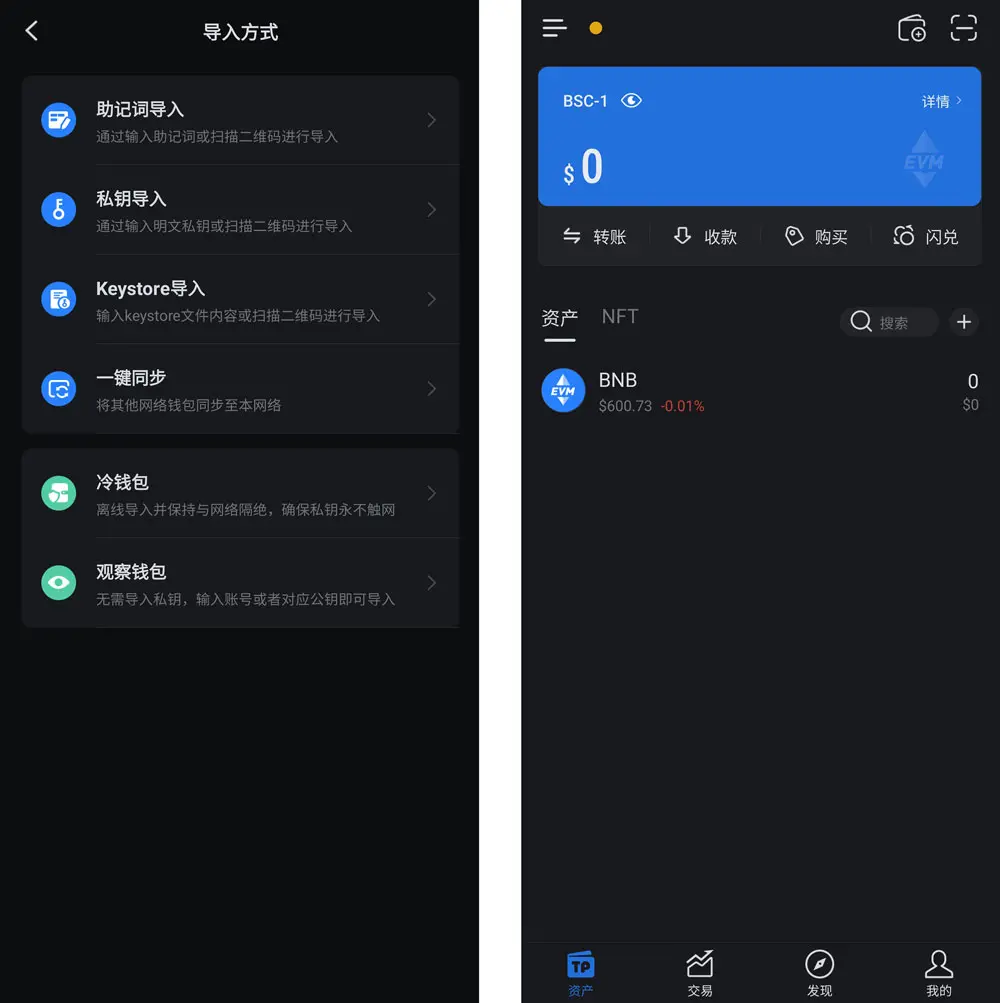 导入方式
助记词导入
通过输入助记词或扫描二维码进行导入
私钥导入
通过输入明文私钥或扫描二维码进行导入
Keystore导入
输入keystore文件内容或扫描二维码进行导入
一键同步
将其他网络钱包同步至本网络
冷钱包
离线导入并保持与网络隔绝，确保私钥永不触网
观察钱包
无需导入私钥，输入账号或者对应公钥即可导入
BSC-1 详情
$ 0
EVM
转账 收款 购买 闪兑
资产 NFT 搜索
EVM BNB 0
$600.73 -0.01% $0
TP
资产 交易 发现 我的